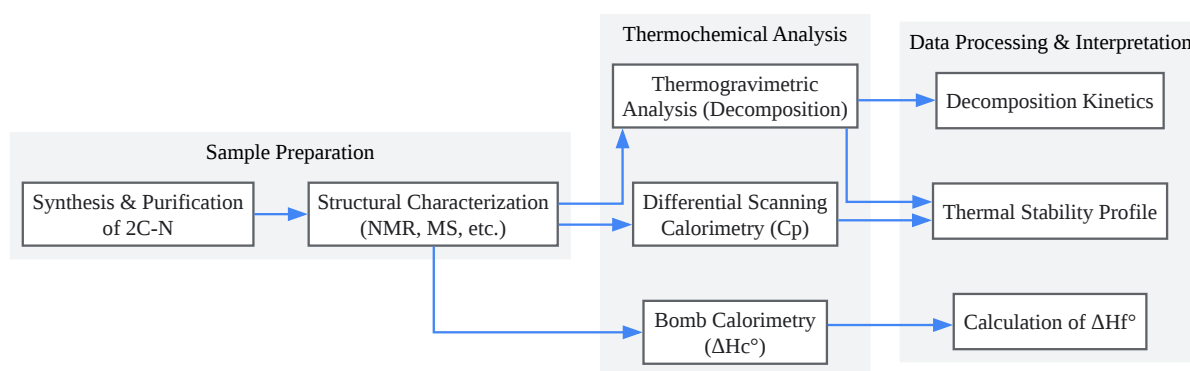 Sample Preparation
Synthesis & Purification
of 2C-N
Structural Characterization
(NMR, MS, etc.)
Thermochemical Analysis
Thermogravimetric
Analysis (Decomposition)
Differential Scanning
Calorimetry (Cp)
Bomb Calorimetry
(ΔHc°)
Data Processing & Interpretation
Decomposition Kinetics
Thermal Stability Profile
Calculation of ΔHf°